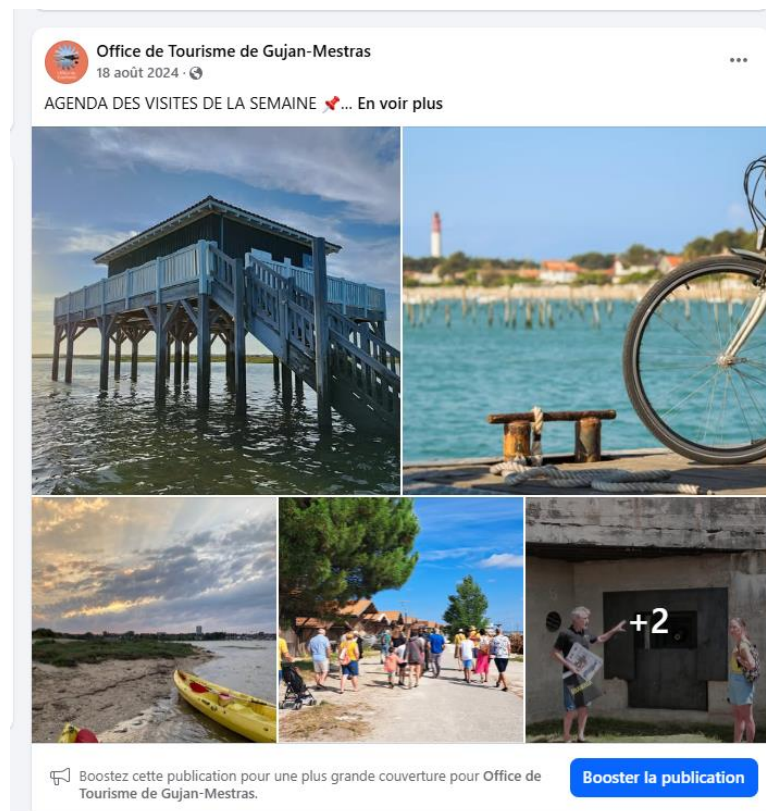 Office de Tourisme de Gujan-Mestras
18 août 2024 ·
AGENDA DES VISITES DE LA SEMAINE 📌... En voir plus
+2
Boostez cette publication pour une plus grande couverture pour Office de
Tourisme de Gujan-Mestras.
Booster la publication